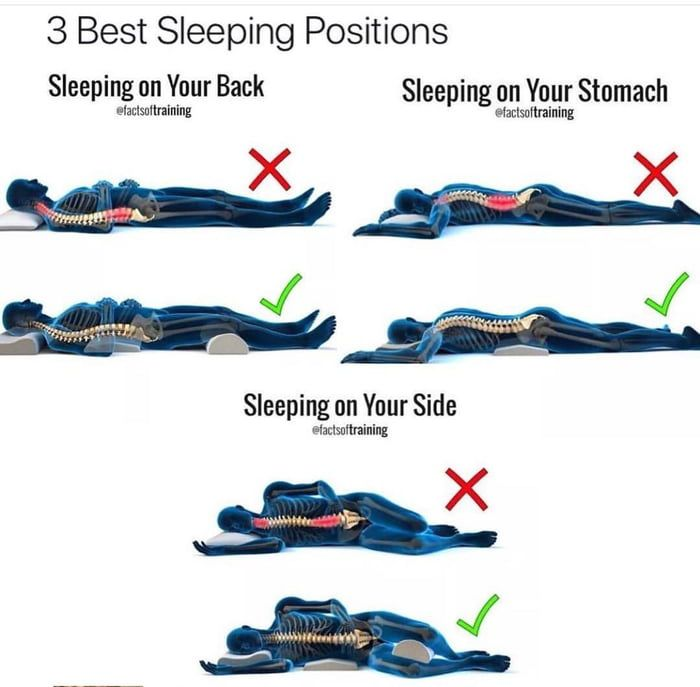 3 Best Sleeping Positions
Sleeping on Your Back
@factsoftraining
Sleeping on Your Stomach
@factsoftraining
Sleeping on Your Side
@factsoftraining